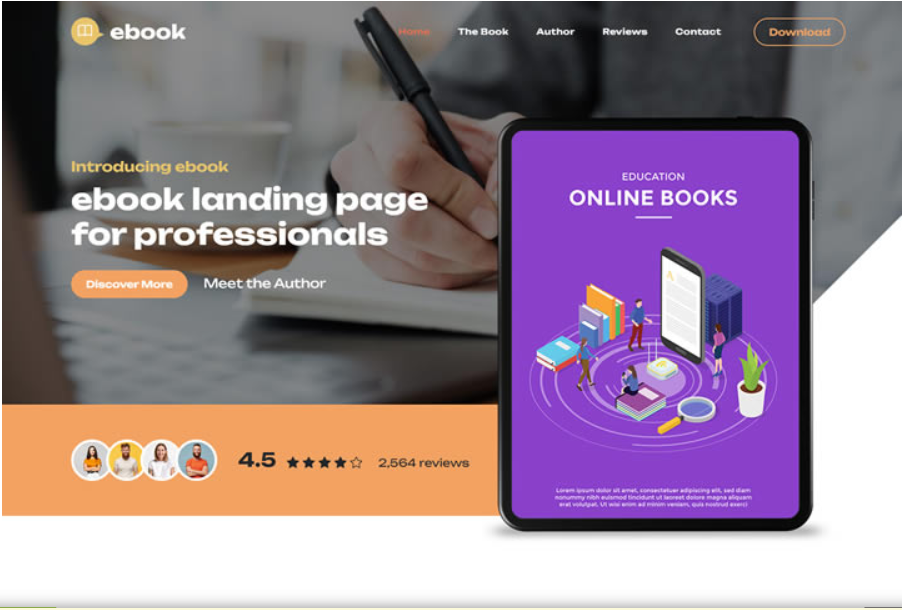 ebook
Home The Book Author Reviews Contact Download
Introducing ebook
ebook landing page
for professionals
Discover More Meet the Author
EDUCATION
ONLINE BOOKS
4.5 2,564 reviews
Lorem ipsum dolor sit amet, consectetuer adipiscing elit, sed diam
nonummy nibh euismod tincidunt ut laoreet dolore magna aliquam
erat volutpat. Ut wisi enim ad minim veniam, quis nostrud exerci